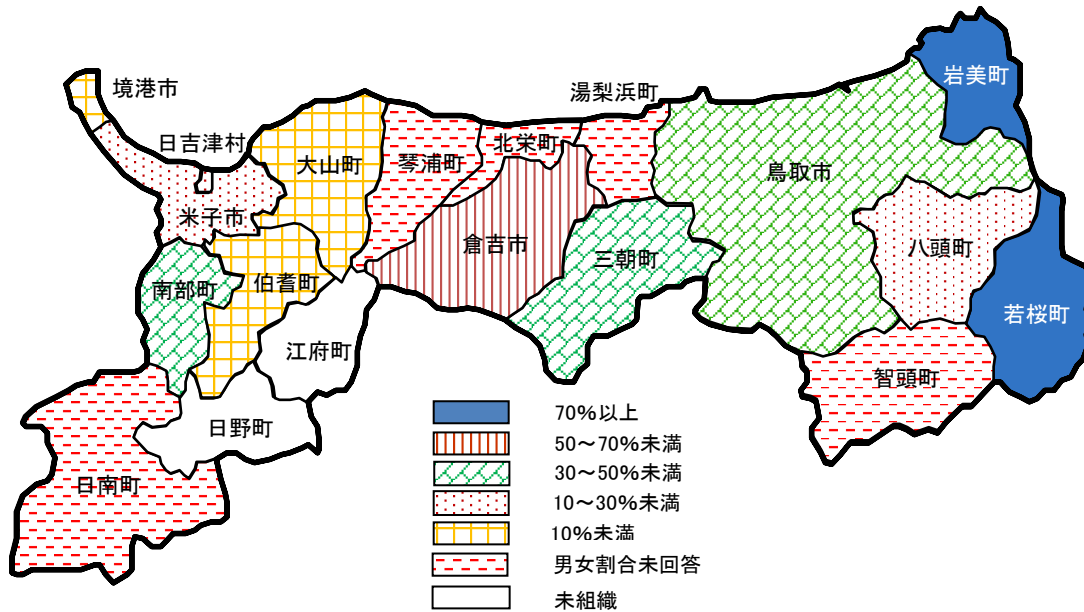 岩美町
境港市
湯梨浜町
日吉津村
北栄町
大山町
琴浦町
鳥取市
米子市
倉吉市
八頭町
三朝町
伯耆町
南部町
若桜町
江府町
智頭町
日野町
日南町
70%以上
50～70%未満
30～50%未満
10～30%未満
10%未満
男女割合未回答
未組織